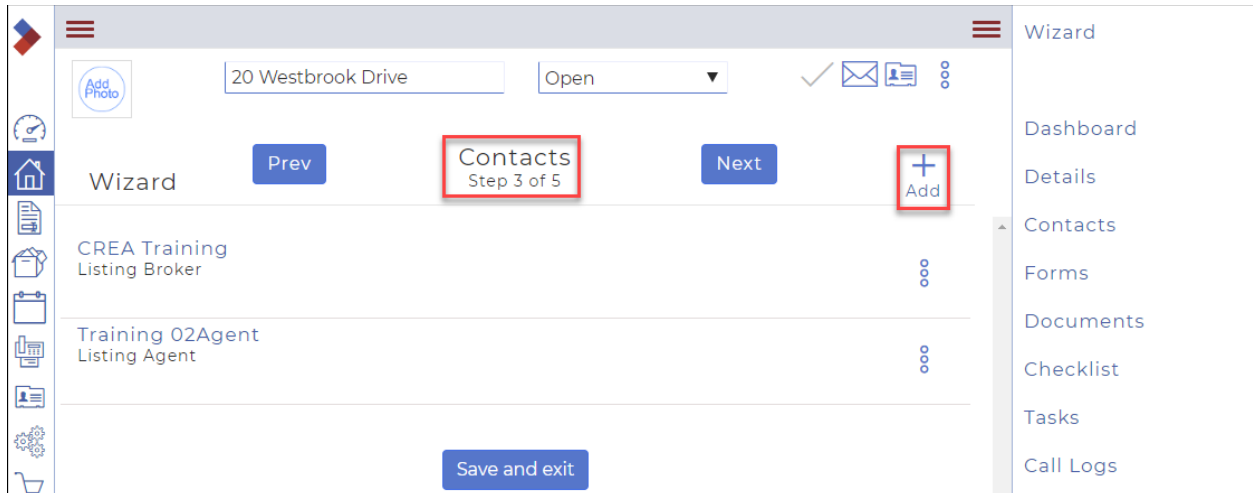 Wizard
Add
Photo
20 Westbrook Drive
Open
Dashboard
Wizard
Prev
Contacts
Step 3 of 5
Next
Add
Details
Contacts
CREA Training
Listing Broker
Forms
Documents
Training 02Agent
Listing Agent
Checklist
Tasks
Save and exit
Call Logs